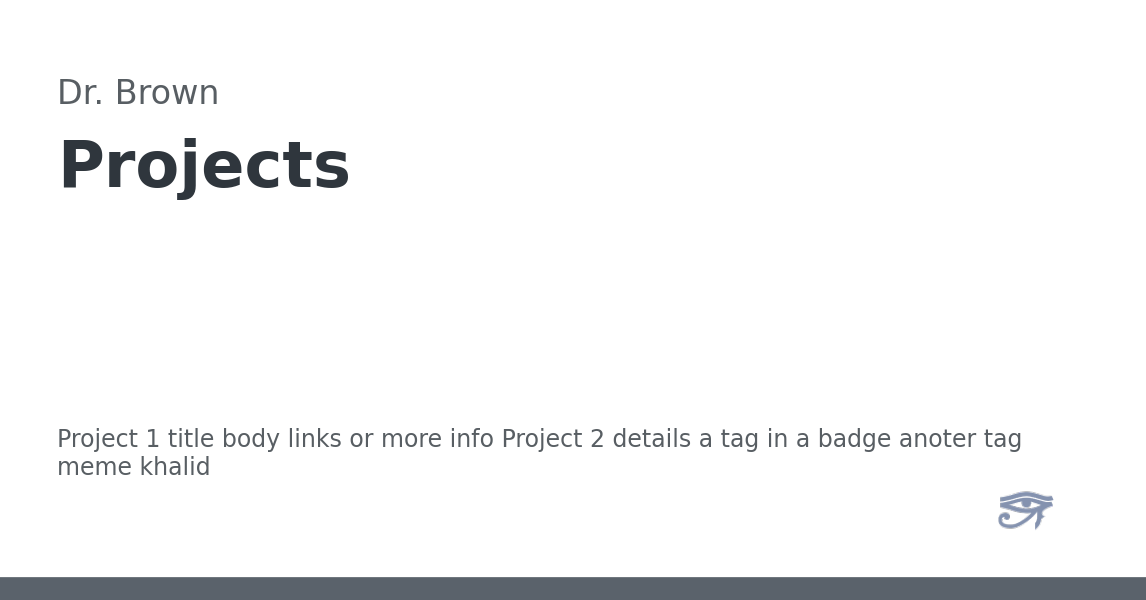 Dr. Brown
Projects
Project 1 title body links or more info Project 2 details a tag in a badge anoter tag
meme khalid